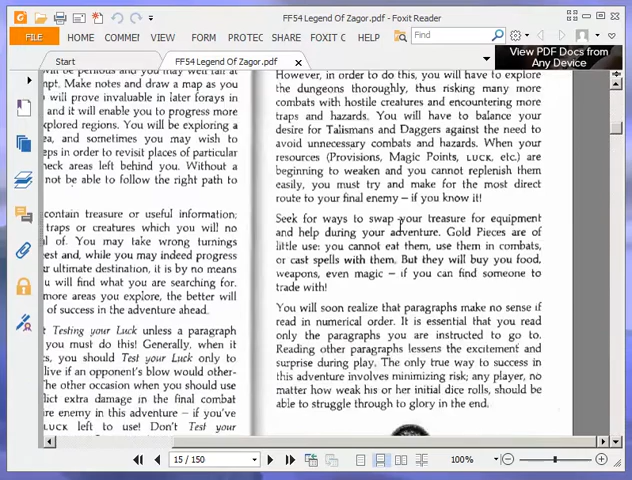 FF54 Legend Of Zagor.pdf - Foxit Reader
FILE
HOME
COMMEI
VIEW
FORM
PROTEC
SHARE
FOXIT C
HELP
Find
Start
FF54 Legend Of Zagor.pdf
View PDF Docs from
Any Device
will be perilous and you may well fail at
mpt. Make notes and draw a map as you
will prove invaluable in later forays in
and it will enable you to progress more
xplored regions. You will be exploring a
ea, and sometimes you may wish to
eps in order to revisit places of particular
heck areas left behind you. Without a
not be able to follow the right path to
contain treasure or useful information;
traps or creatures which you will no
l of. You may take wrong turnings
est and, while you may indeed progress
ur ultimate destination, it is by no means
u will find what you are searching for.
more areas you explore, the better will
of success in the adventure ahead.
t Testing your Luck unless a paragraph
you must do this! Generally, when it
s, you should Test your Luck only to
live if an opponent's blow would other-
he other occasion when you should use
lict extra damage in the final combat
re enemy in this adventure – if you've
LUCK left to use! Don't Test your
However, in order to do this, you will have to explore
the dungeons thoroughly, thus risking many more
combats with hostile creatures and encountering more
traps and hazards. You will have to balance your
desire for Talismans and Daggers against the need to
avoid unnecessary combats and hazards. When your
resources (Provisions, Magic Points, LUCK, etc.) are
beginning to weaken and you cannot replenish them
easily, you must try and make for the most direct
route to your final enemy – if you know it!
Seek for ways to swap your treasure for equipment
and help during your adventure. Gold Pieces are of
little use: you cannot eat them, use them in combats,
or cast spells with them. But they will buy you food,
weapons, even magic – if you can find someone to
trade with!
You will soon realize that paragraphs make no sense if
read in numerical order. It is essential that you read
only the paragraphs you are instructed to go to.
Reading other paragraphs lessens the excitement and
surprise during play. The only true way to success in
this adventure involves minimizing risk; any player, no
matter how weak his or her initial dice rolls, should be
able to struggle through to glory in the end.
15 / 150
100%